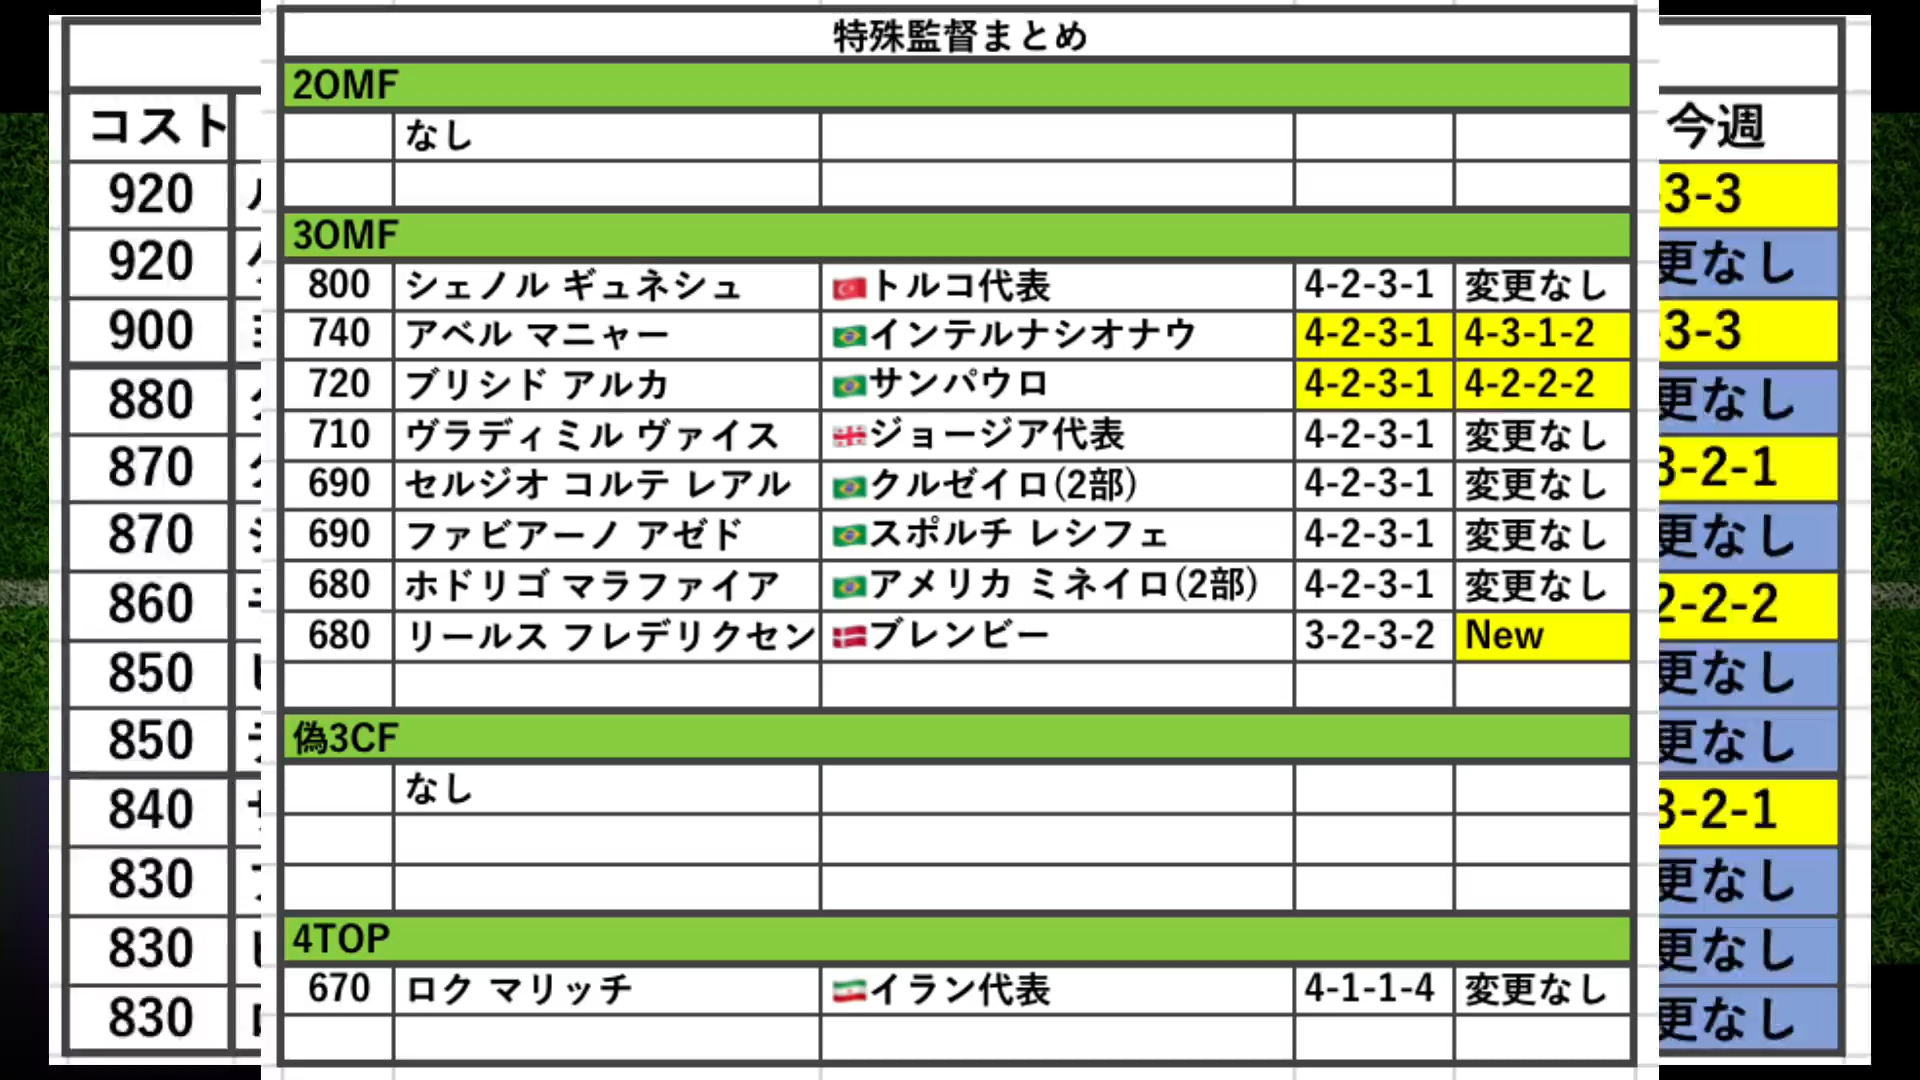 特殊監督まとめ
2OMF
なし
3OMF
800 シェノル ギュネシュ 🇹🇷トルコ代表 4-2-3-1 変更なし
740 アベル マニャー 🇧🇷インテルナシオナウ 4-2-3-1 4-3-1-2
720 ブリシド アルカ 🇧🇷サンパウロ 4-2-3-1 4-2-2-2
710 ヴラディミル ヴァイス 🇬🇪ジョージア代表 4-2-3-1 変更なし
690 セルジオ コルテ レアル 🇧🇷クルゼイロ(2部) 4-2-3-1 変更なし
690 ファビアーノ アゼド 🇧🇷スポルチ レシフェ 4-2-3-1 変更なし
680 ホドリゴ マラファイア 🇧🇷アメリカ ミネイロ(2部) 4-2-3-1 変更なし
680 リールス フレデリクセン 🇩🇰ブレンビー 3-2-3-2 New
偽3CF
なし
4TOP
670 ロク マリッチ 🇮🇷イラン代表 4-1-1-4 変更なし
コスト 今週
920 -3-3
920 更なし
900 -3-3
880 更なし
870 3-2-1
870 更なし
860 2-2-2
850 更なし
850 更なし
840 3-2-1
830 更なし
830 更なし
830 更なし